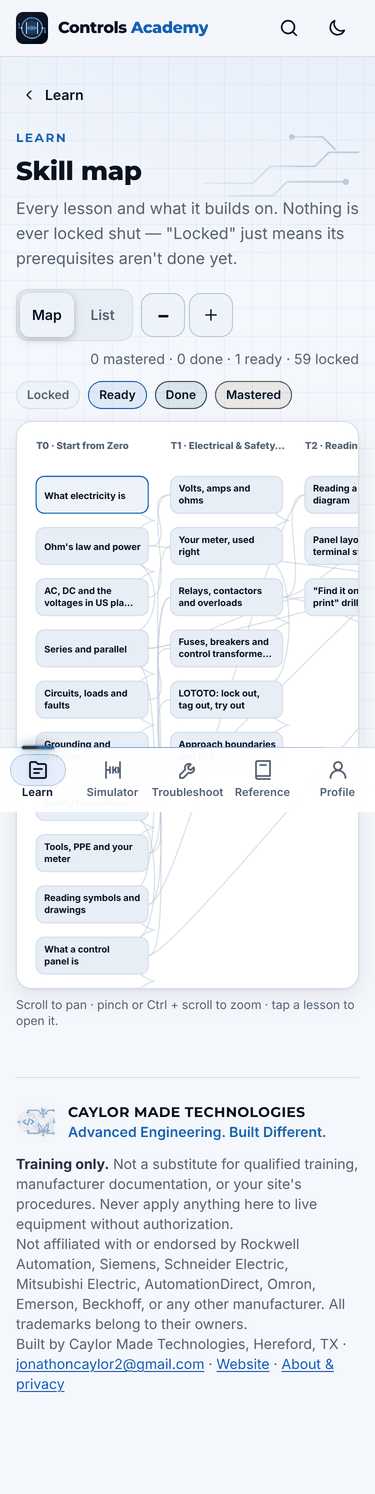 Controls Academy
Learn
LEARN
Skill map
Every lesson and what it builds on. Nothing is
ever locked shut — "Locked" just means its
prerequisites aren't done yet.
Map
List
−
+
0 mastered · 0 done · 1 ready · 59 locked
Locked
Ready
Done
Mastered
T0 · Start from Zero
T1 · Electrical & Safety...
T2 · Readin
What electricity is
Volts, amps and
ohms
Reading a
diagram
Ohm's law and power
Your meter, used
right
Panel layo
terminal s
AC, DC and the
voltages in US pla...
Relays, contactors
and overloads
"Find it on
print" drill
Series and parallel
Fuses, breakers and
control transforme...
Circuits, loads and
faults
LOTOTO: lock out,
tag out, try out
Grounding and
Approach boundaries
Learn
Simulator
Troubleshoot
Reference
Profile
Tools, PPE and your
meter
Reading symbols and
drawings
What a control
panel is
Scroll to pan · pinch or Ctrl + scroll to zoom · tap a lesson to
open it.
CAYLOR MADE TECHNOLOGIES
Advanced Engineering. Built Different.
Training only. Not a substitute for qualified training,
manufacturer documentation, or your site's
procedures. Never apply anything here to live
equipment without authorization.
Not affiliated with or endorsed by Rockwell
Automation, Siemens, Schneider Electric,
Mitsubishi Electric, AutomationDirect, Omron,
Emerson, Beckhoff, or any other manufacturer. All
trademarks belong to their owners.
Built by Caylor Made Technologies, Hereford, TX ·
jonathoncaylor2@gmail.com · Website · About &
privacy